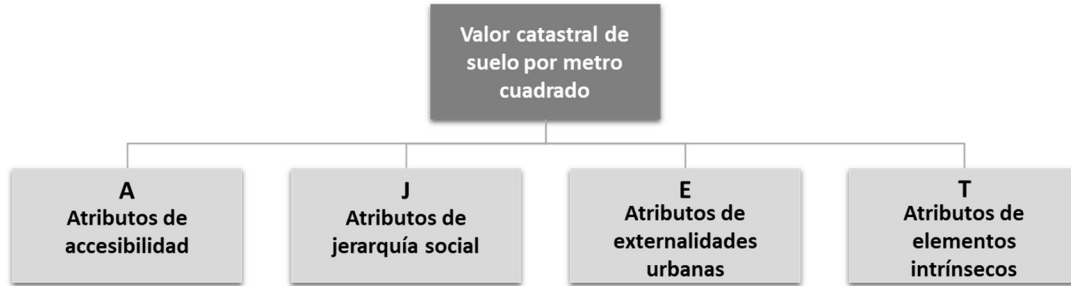 Valor catastral de
suelo por metro
cuadrado
A
Atributos de
accesibilidad
J
Atributos de
jerarquía social
E
Atributos de
externalidades
urbanas
T
Atributos de
elementos
intrínsecos